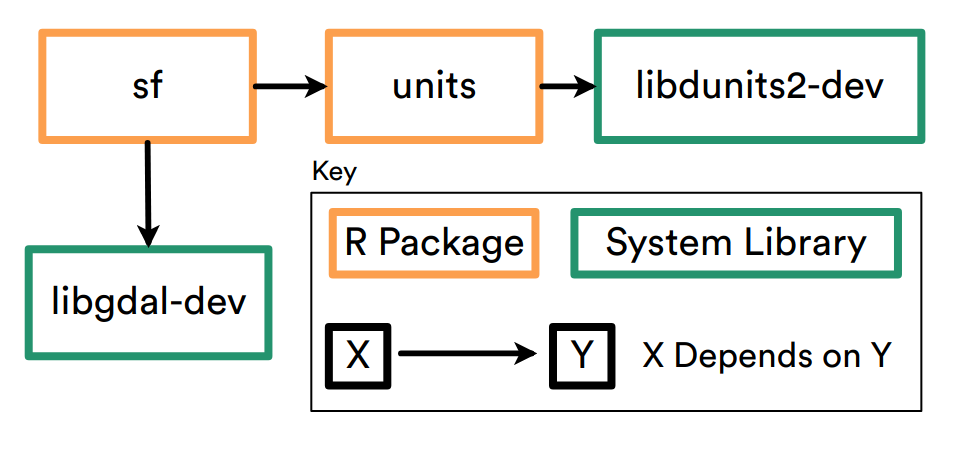 sf
units
libdunits2-dev
libgdal-dev
Key
R Package
System Library
X
Y
X Depends on Y